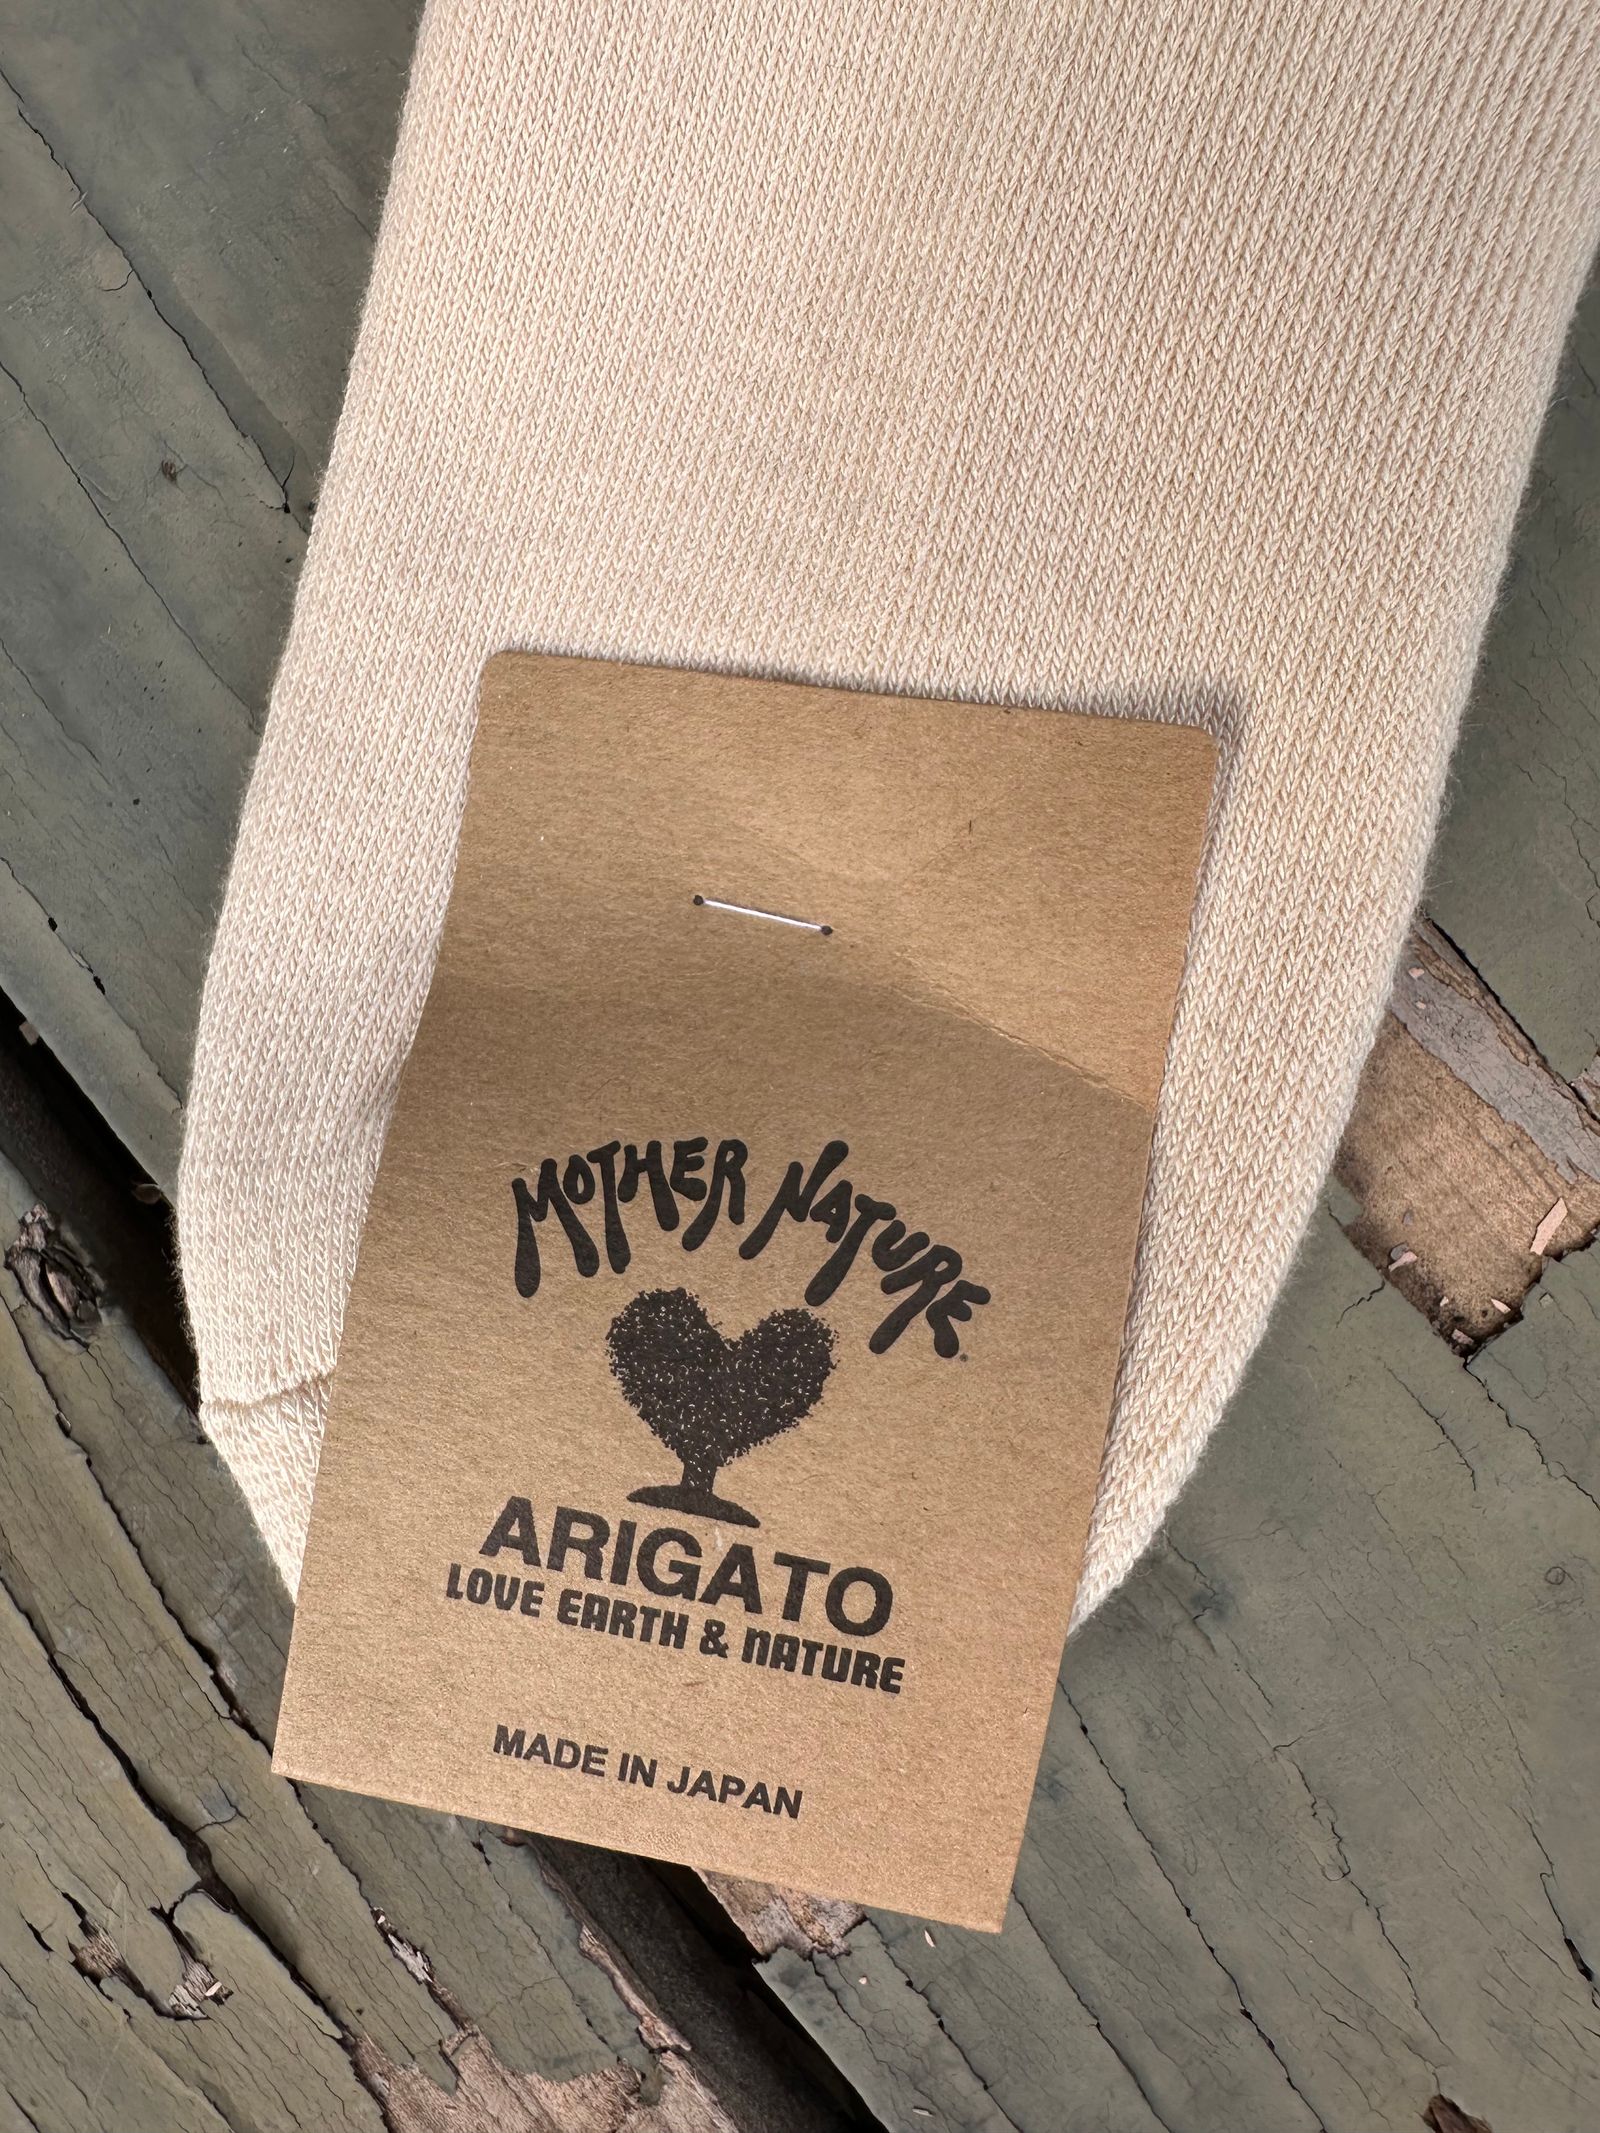 MOTHER NATURE
ARIGATO
LOVE EARTH & NATURE
MADE IN JAPAN